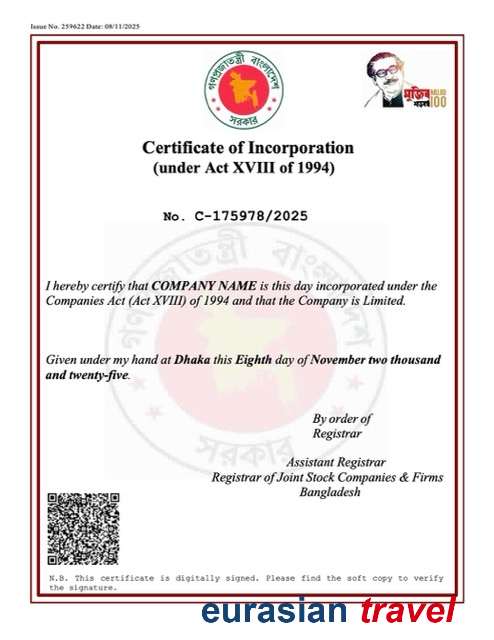 Issue No. 259622 Date: 08/11/2025
গণপ্রজাতন্ত্রী বাংলাদেশ
সরকার
মুজিব
শতবর্ষ
100
Certificate of Incorporation
(under Act XVIII of 1994)
No. C-175978/2025
I hereby certify that COMPANY NAME is this day incorporated under the
Companies Act (Act XVIII) of 1994 and that the Company is Limited.
Given under my hand at Dhaka this Eighth day of November two thousand
and twenty-five.
By order of
Registrar
Assistant Registrar
Registrar of Joint Stock Companies & Firms
Bangladesh
N.B. This certificate is digitally signed. Please find the soft copy to verify
the signature.
eurasian travel
গণপ্রজাতন্ত্রী বাংলাদেশ
সরকার